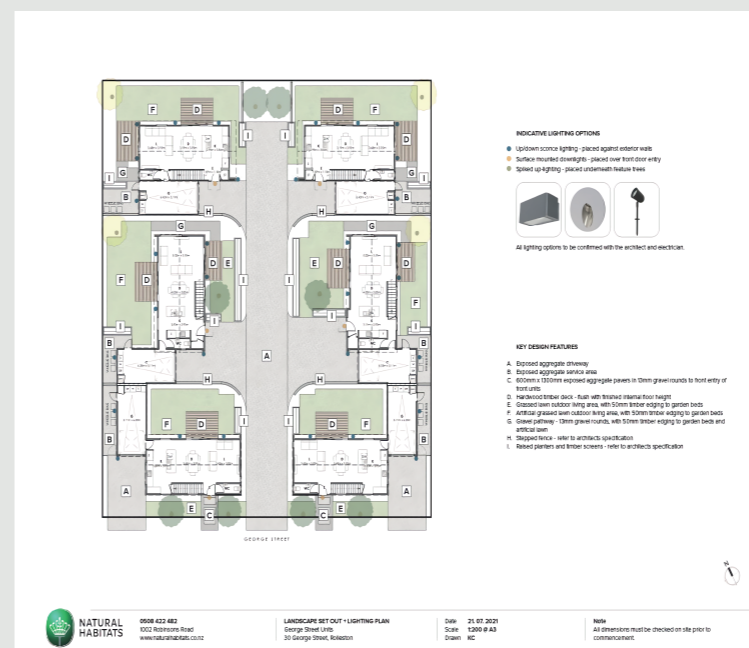 INDICATIVE LIGHTING OPTIONS
Up/down sconce lighting - placed against exterior walls
Surface mounted downlights - placed over front door entry
Spiked up-lighting - placed underneath feature trees
All lighting options to be confirmed with the architect and electrician.
KEY DESIGN FEATURES
A. Exposed aggregate driveway
B. Exposed aggregate service area
C. 600mm x 1300mm exposed aggregate pavers in 13mm gravel rounds to front entry of
front units
D. Hardwood timber deck - flush with finished internal floor height
E. Grassed lawn outdoor living area, with 50mm timber edging to garden beds
F. Artificial grassed lawn outdoor living area, with 50mm timber edging to garden beds
G. Gravel pathway - 13mm gravel rounds, with 50mm timber edging to garden beds and
artificial lawn
H. Stepped fence - refer to architects specification
I. Raised planters and timber screens - refer to architects specification
F D D F
D I I D
G G
B B
I H H I
G G
D E E D
F D D F
I I
I I
I I
B A B
H H
B F D D F B
I I
A E E A
C C
GEORGE STREET
N
NATURAL
HABITATS
0508 422 482
1002 Robinsons Road
www.naturalhabitats.co.nz
LANDSCAPE SET OUT + LIGHTING PLAN
George Street Units
30 George Street, Rolleston
Date 21. 07. 2021
Scale 1:200 @ A3
Drawn KC
Note
All dimensions must be checked on site prior to
commencement.